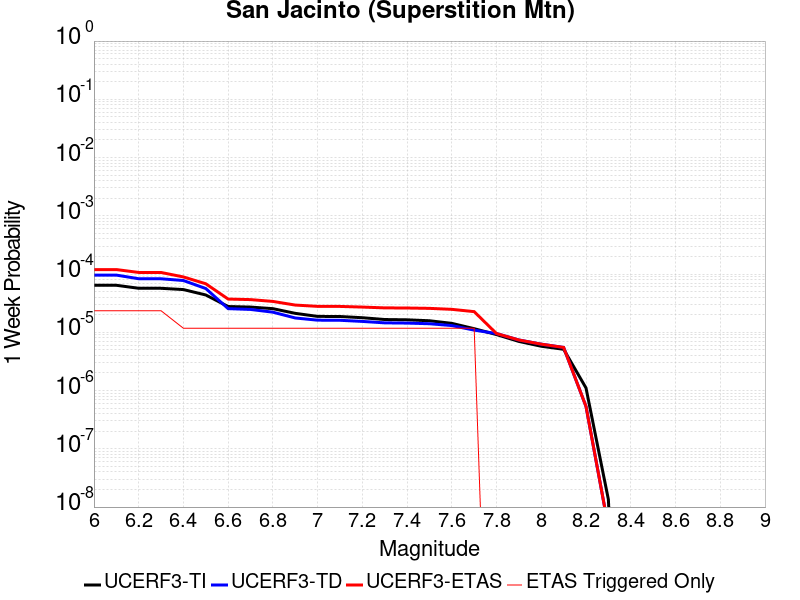 San Jacinto (Superstition Mtn)
10^0
10^-1
10^-2
10^-3
10^-4
10^-5
10^-6
10^-7
10^-8
1 Week Probability
6 6.2 6.4 6.6 6.8 7 7.2 7.4 7.6 7.8 8 8.2 8.4 8.6 8.8 9
Magnitude
UCERF3-TI UCERF3-TD UCERF3-ETAS ETAS Triggered Only